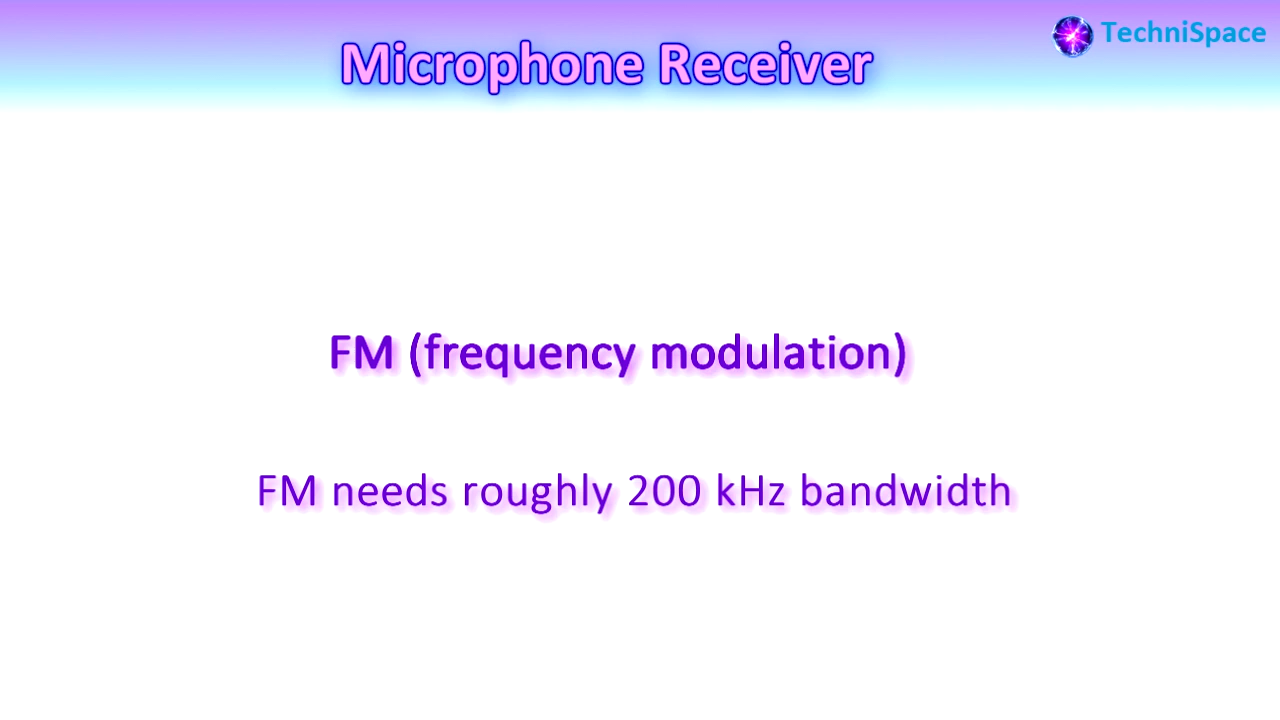 TechniSpace
Microphone Receiver
FM (frequency modulation)
FM needs roughly 200 kHz bandwidth